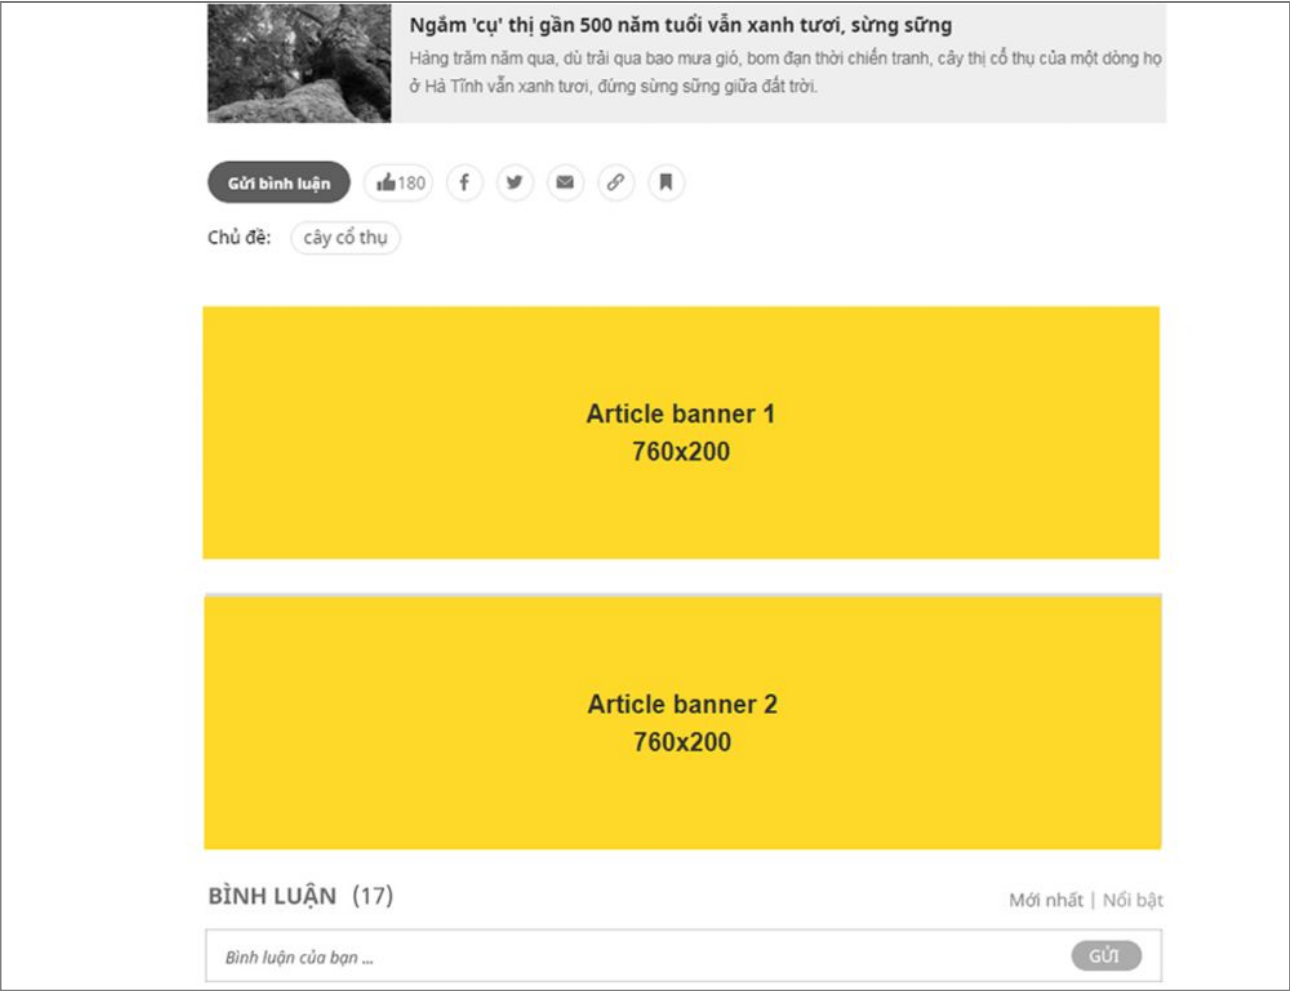 Ngắm 'cụ' thị gần 500 năm tuổi vẫn xanh tươi, sừng sững
Hàng trăm năm qua, dù trải qua bao mưa gió, bom đạn thời chiến tranh, cây thị cổ thụ của một dòng họ
ở Hà Tĩnh vẫn xanh tươi, đứng sừng sững giữa đất trời.
Gửi bình luận 180
Chủ đề: cây cổ thụ
Article banner 1
760x200
Article banner 2
760x200
BÌNH LUẬN (17) Mới nhất | Nổi bật
Bình luận của bạn ... GỬI